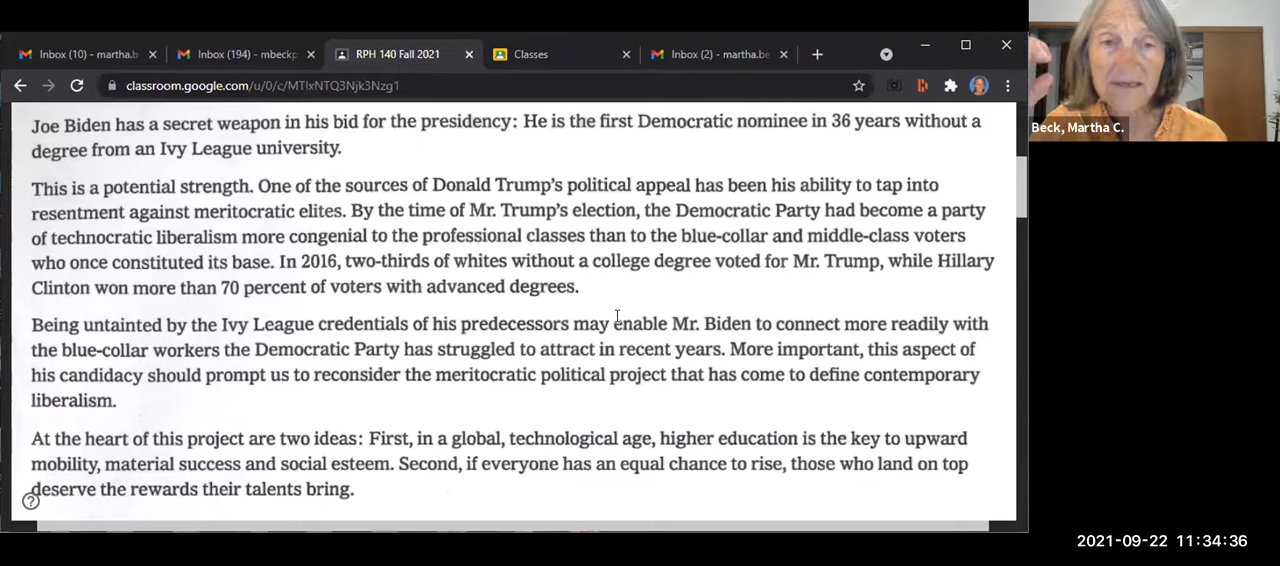 Inbox (10) - martha.b
Inbox (194) - mbeckp
RPH 140 Fall 2021
Classes
Inbox (2) - martha.be
classroom.google.com/u/0/c/MTIxNTQ3Njk3Nzg1
Joe Biden has a secret weapon in his bid for the presidency: He is the first Democratic nominee in 36 years without a
degree from an Ivy League university.
This is a potential strength. One of the sources of Donald Trump's political appeal has been his ability to tap into
resentment against meritocratic elites. By the time of Mr. Trump's election, the Democratic Party had become a party
of technocratic liberalism more congenial to the professional classes than to the blue-collar and middle-class voters
who once constituted its base. In 2016, two-thirds of whites without a college degree voted for Mr. Trump, while Hillary
Clinton won more than 70 percent of voters with advanced degrees.
Being untainted by the Ivy League credentials of his predecessors may enable Mr. Biden to connect more readily with
the blue-collar workers the Democratic Party has struggled to attract in recent years. More important, this aspect of
his candidacy should prompt us to reconsider the meritocratic political project that has come to define contemporary
liberalism.
At the heart of this project are two ideas: First, in a global, technological age, higher education is the key to upward
mobility, material success and social esteem. Second, if everyone has an equal chance to rise, those who land on top
deserve the rewards their talents bring.
Beck, Martha C.
2021-09-22 11:34:36